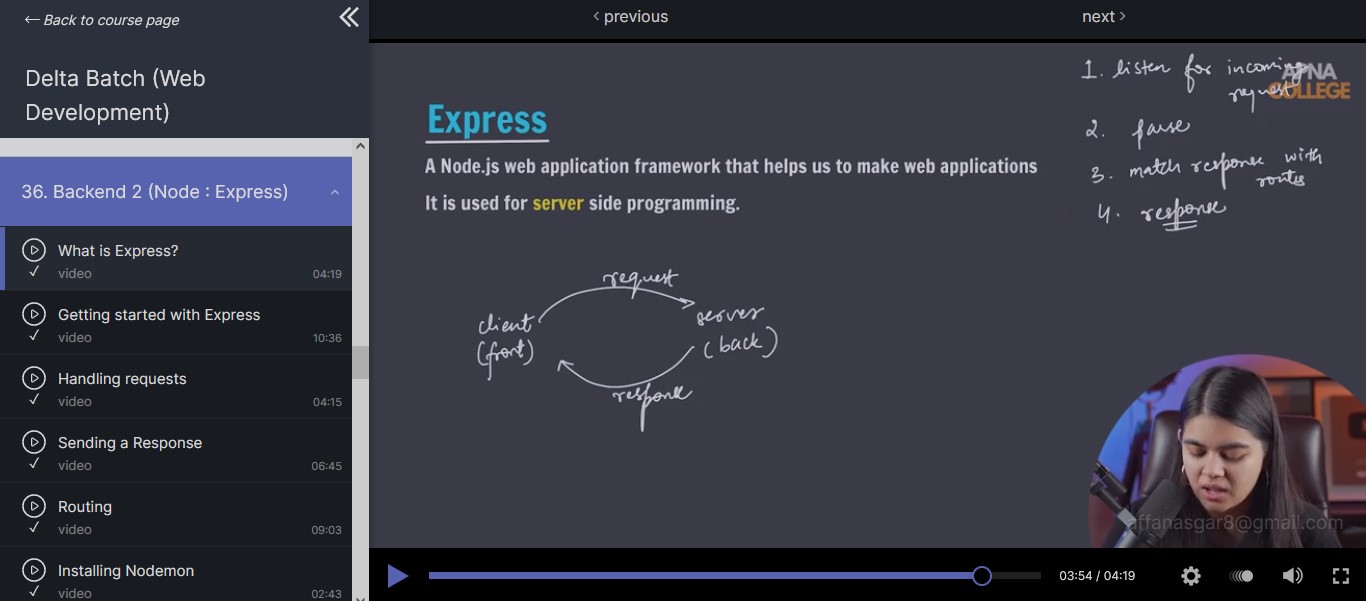 ← Back to course page
Delta Batch (Web
Development)
36. Backend 2 (Node : Express)
What is Express?
video 04:19
Getting started with Express
video 10:36
Handling requests
video 04:15
Sending a Response
video 06:45
Routing
video 09:03
Installing Nodemon
video 02:43
< previous
next >
APNA
COLLEGE
1. listen for incoming
request
2. parse
3. match response with
routes
4. response
Express
A Node.js web application framework that helps us to make web applications
It is used for server side programming.
request
client
(front)
server
(back)
response
affanasgar8@gmail.com
03:54 / 04:19